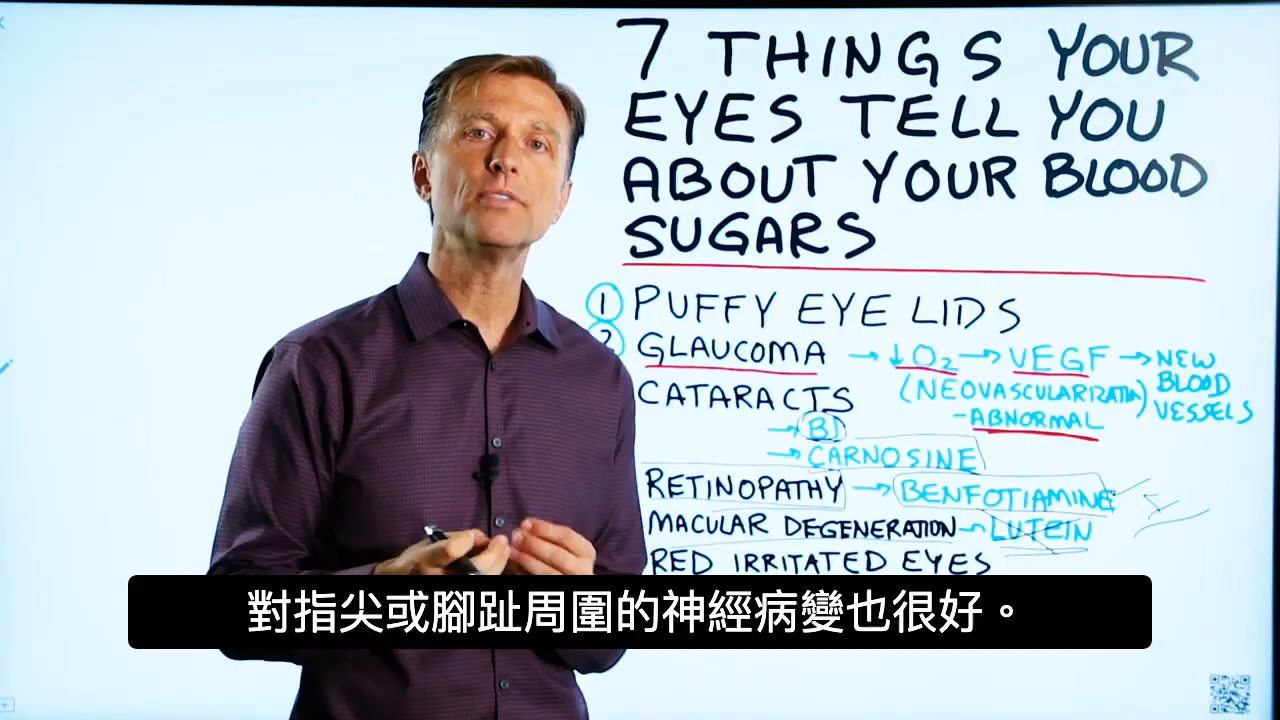 7 THINGS YOUR
EYES TELL YOU
ABOUT YOUR BLOOD
SUGARS
1 PUFFY EYE LIDS
2 GLAUCOMA → ↓O₂ → VEGF → NEW BLOOD VESSELS
(NEOVASCULARIZATION)
-ABNORMAL
CATARACTS
→ B1
→ CARNOSINE
RETINOPATHY → BENFOTIAMINE
MACULAR DEGENERATION - LUTEIN
RED IRRITATED EYES
對指尖或腳趾周圍的神經病變也很好。